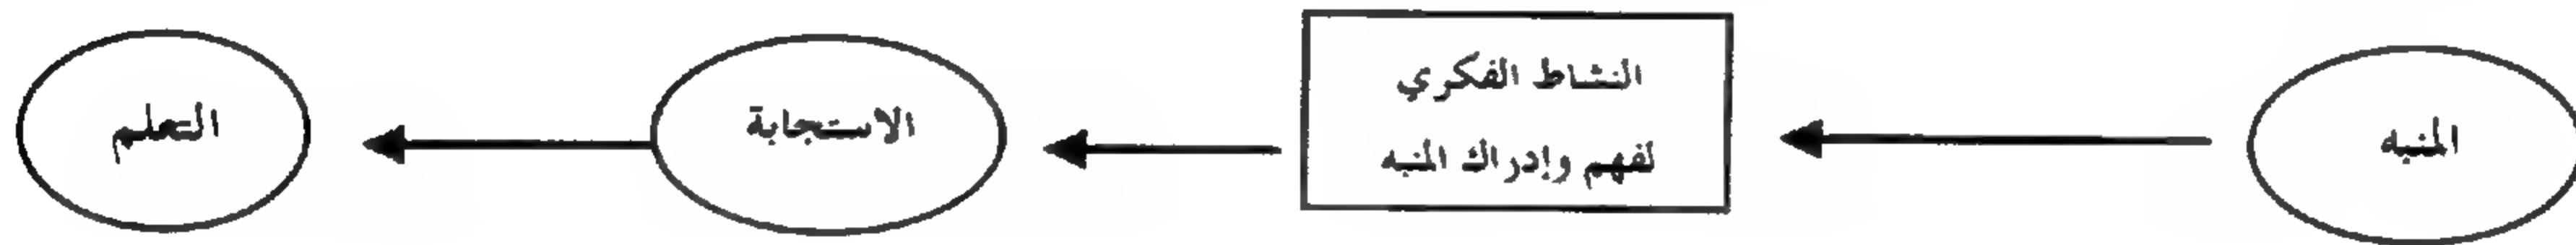 المنبه
النشاط الفكري
لفهم وإدراك المنبه
الاستجابة
التعلم